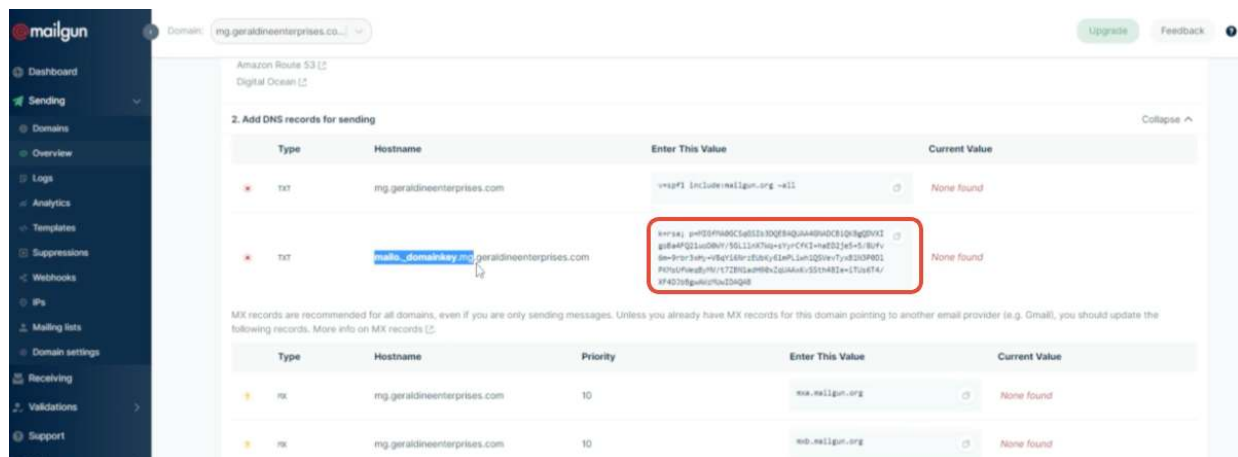 mailgun
Domain: mg.geraldineenterprises.co...
Upgrade
Feedback
Dashboard
Sending
Domains
Overview
Logs
Analytics
Templates
Suppressions
Webhooks
IPs
Mailing lists
Domain settings
Receiving
Validations
Support
Amazon Route 53
Digital Ocean
2. Add DNS records for sending
Collapse
Type Hostname Enter This Value Current Value
TXT mg.geraldineenterprises.com v=spf1 include:mailgun.org ~all None found
TXT mailo._domainkey.mg.geraldineenterprises.com None found
MX records are recommended for all domains, even if you are only sending messages. Unless you already have MX records for this domain pointing to another email provider (e.g. Gmail), you should update the
following records. More info on MX records
Type Hostname Priority Enter This Value Current Value
MX mg.geraldineenterprises.com 10 mxa.mailgun.org None found
MX mg.geraldineenterprises.com 10 mxb.mailgun.org None found